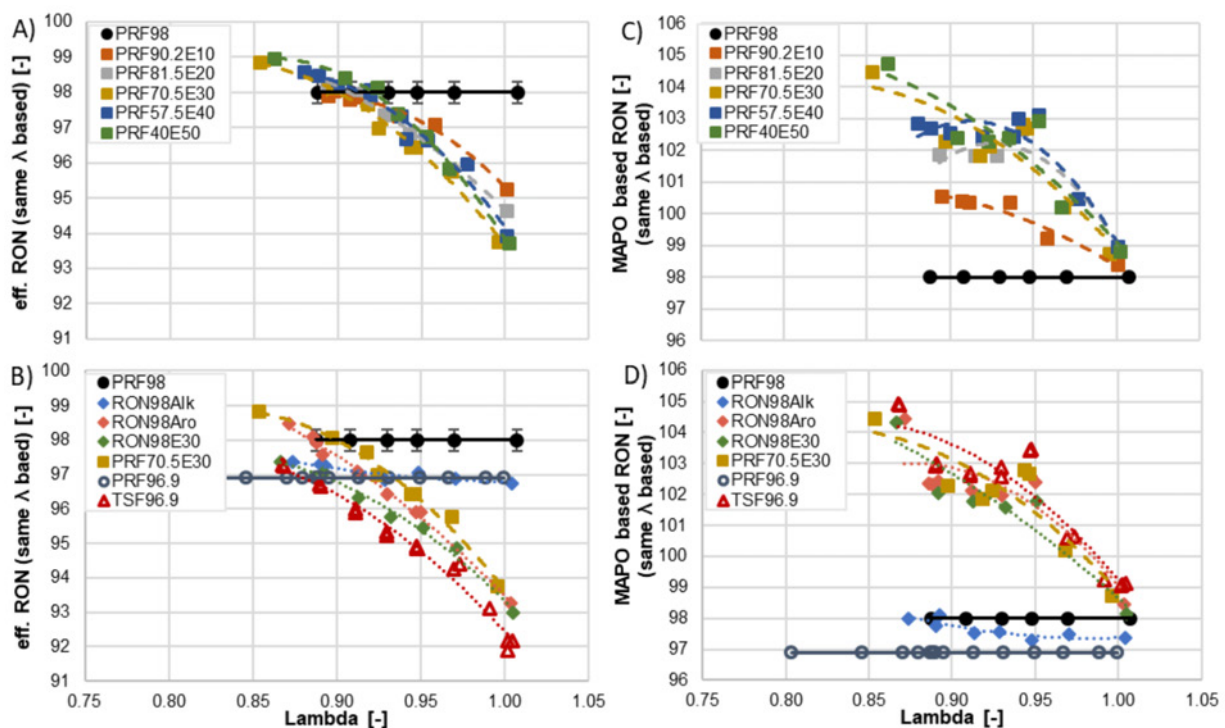 A)
100
99
98
97
96
95
94
93
92
91
eff. RON (same λ based) [-]
PRF98
PRF90.2E10
PRF81.5E20
PRF70.5E30
PRF57.5E40
PRF40E50
C)
106
105
104
103
102
101
100
99
98
97
96
MAPO based RON [-]
(same λ based)
PRF98
PRF90.2E10
PRF81.5E20
PRF70.5E30
PRF57.5E40
PRF40E50
B)
100
99
98
97
96
95
94
93
92
91
90
eff. RON (same λ baed) [-]
PRF98
RON98Alk
RON98Aro
RON98E30
PRF70.5E30
PRF96.9
TSF96.9
0.75 0.80 0.85 0.90 0.95 1.00 1.05
Lambda [-]
D)
106
105
104
103
102
101
100
99
98
97
96
MAPO based RON [-]
(same λ based)
PRF98
RON98Alk
RON98Aro
RON98E30
PRF70.5E30
PRF96.9
TSF96.9
0.75 0.80 0.85 0.90 0.95 1.00 1.05
Lambda [-]